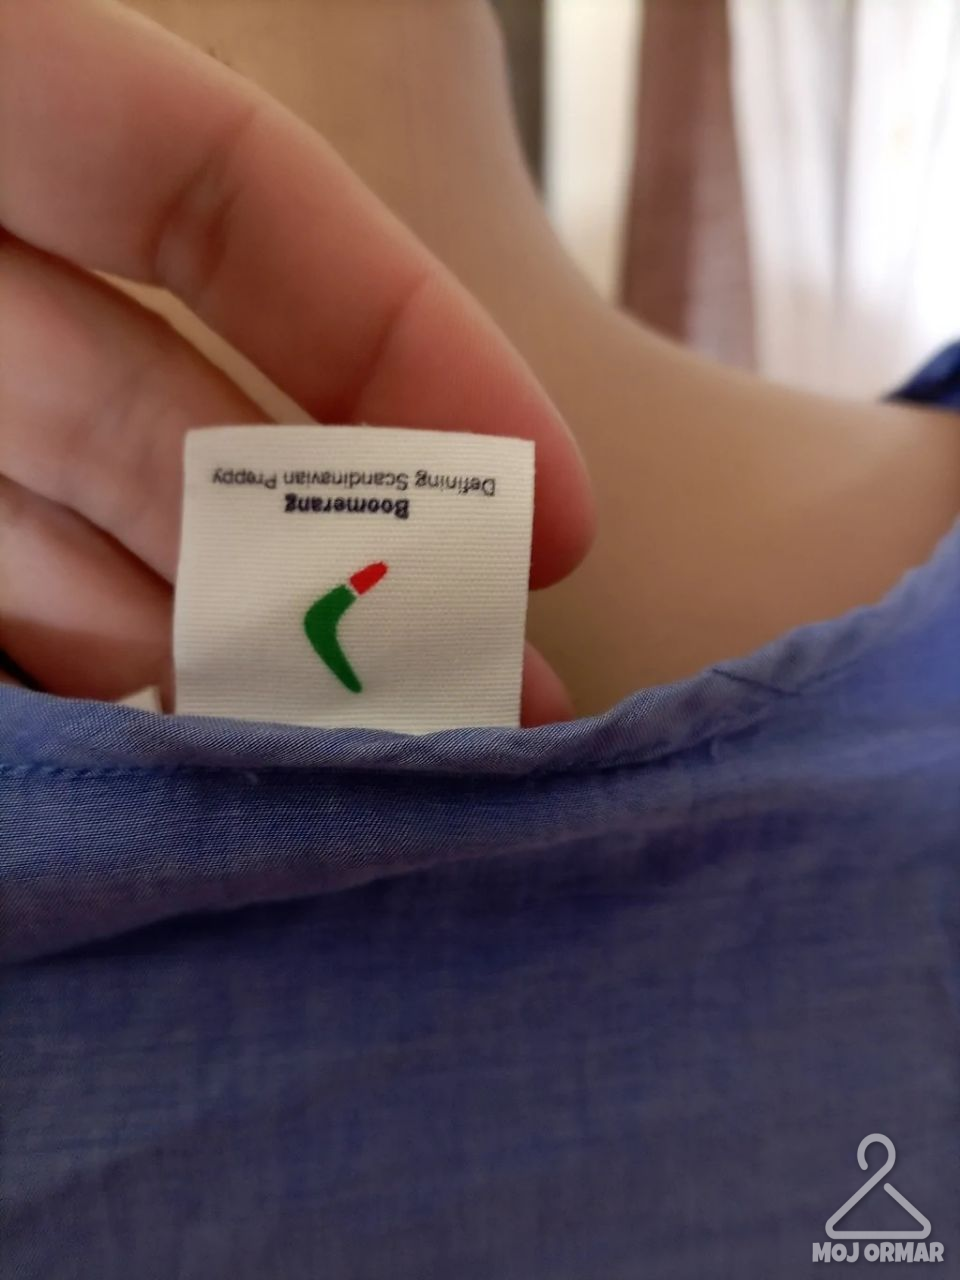 Boomerang
Defining Scandinavian Preppy
MOJ ORMAR